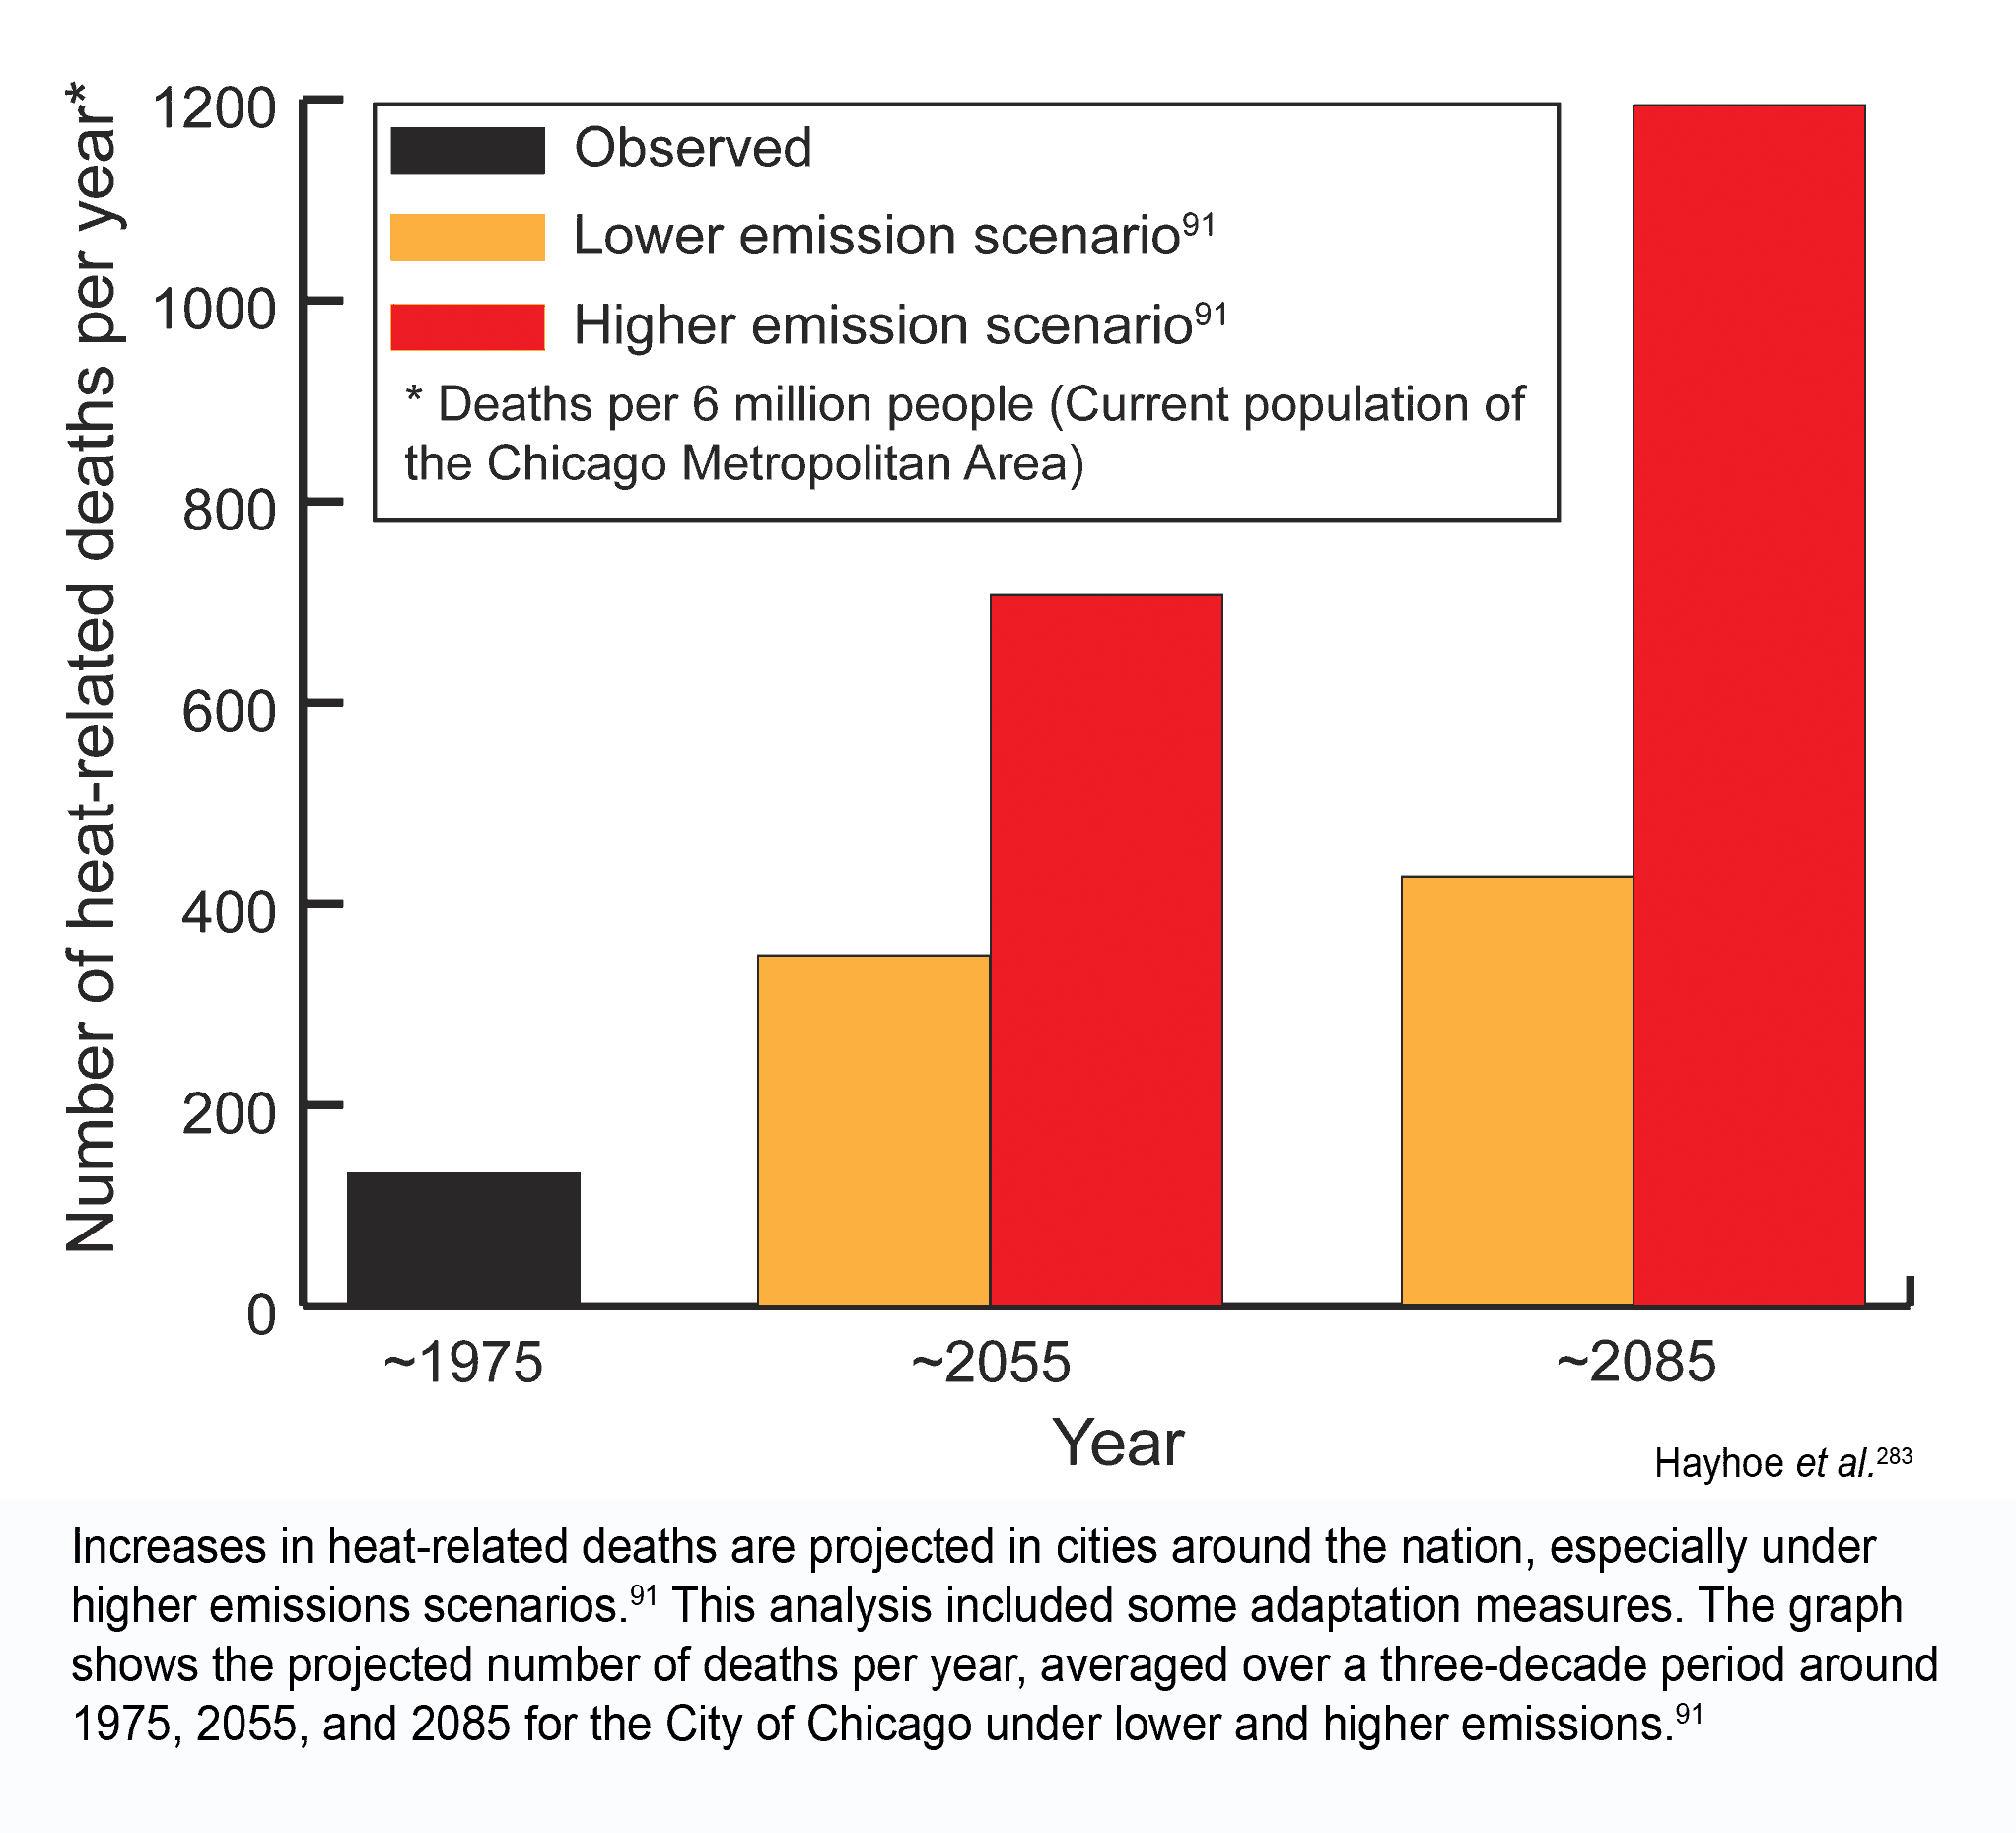 Number of heat-related deaths per year*
1200
1000
800
600
400
200
0
Observed
Lower emission scenario91
Higher emission scenario91
* Deaths per 6 million people (Current population of
the Chicago Metropolitan Area)
~1975
~2055
~2085
Year
Hayhoe et al.283
Increases in heat-related deaths are projected in cities around the nation, especially under
higher emissions scenarios.91 This analysis included some adaptation measures. The graph
shows the projected number of deaths per year, averaged over a three-decade period around
1975, 2055, and 2085 for the City of Chicago under lower and higher emissions.91